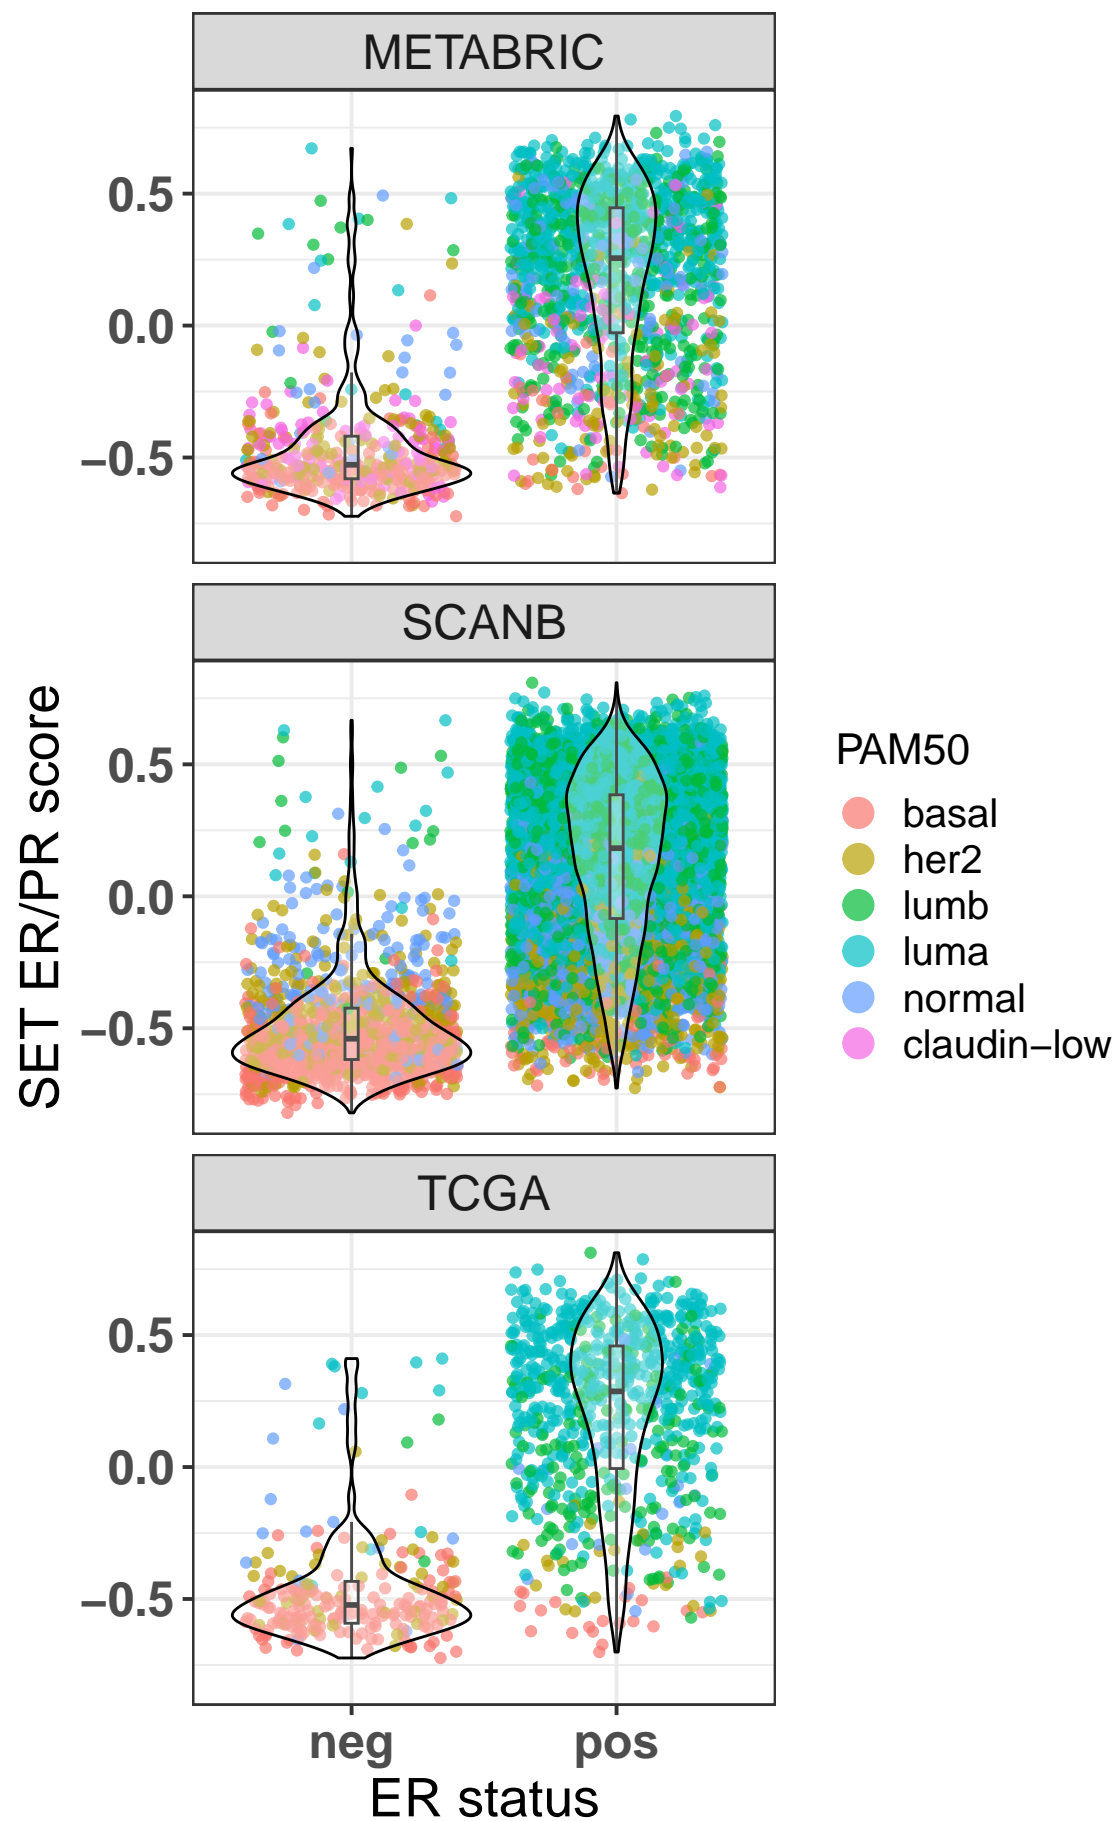 METABRIC
0.5
0.0
−0.5
SCANB
0.5
0.0
−0.5
TCGA
0.5
0.0
−0.5
neg
pos
ER status
SET ER/PR score
PAM50
basal
her2
lumb
luma
normal
claudin−low